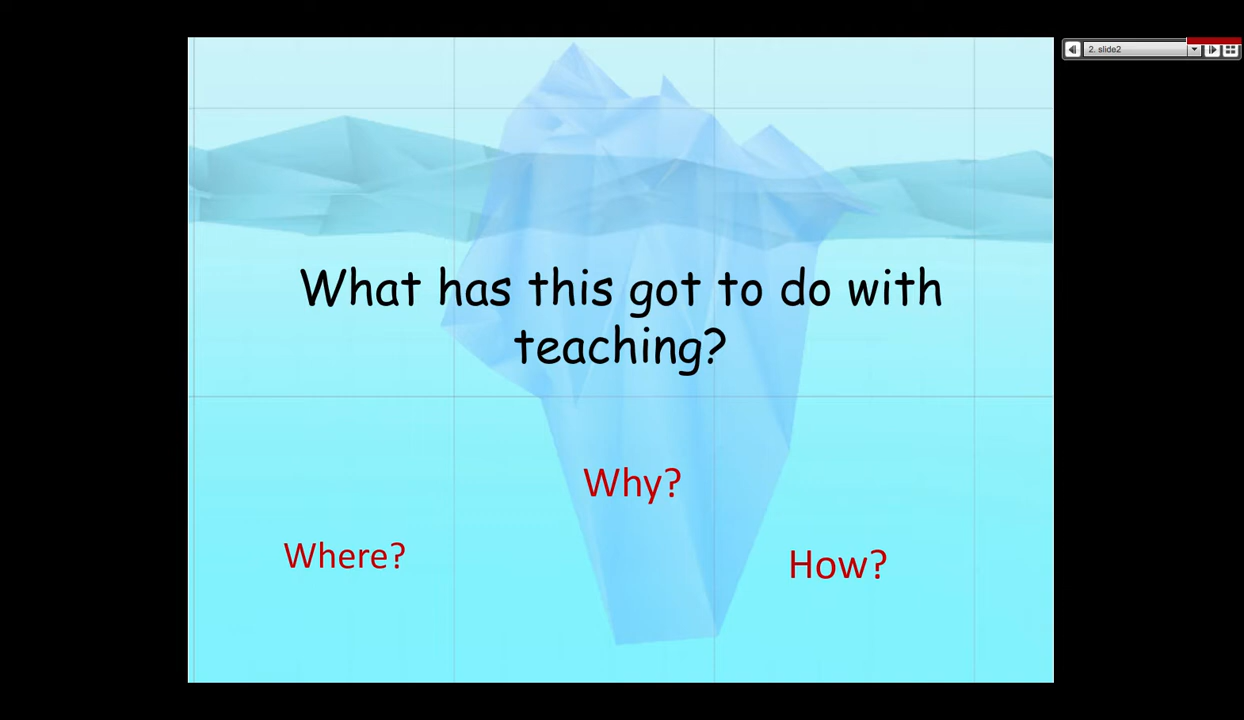 2. slide2
What has this got to do with
teaching?
Why?
Where?
How?